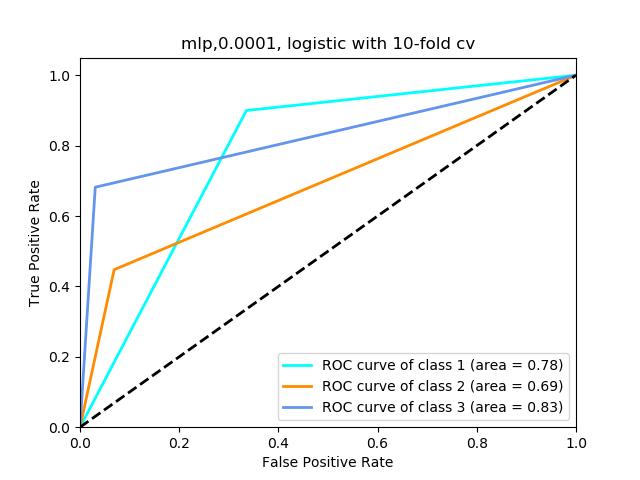 mlp,0.0001, logistic with 10-fold cv
True Positive Rate
1.0
0.8
0.6
0.4
0.2
0.0
ROC curve of class 1 (area = 0.78)
ROC curve of class 2 (area = 0.69)
ROC curve of class 3 (area = 0.83)
0.0 0.2 0.4 0.6 0.8 1.0
False Positive Rate